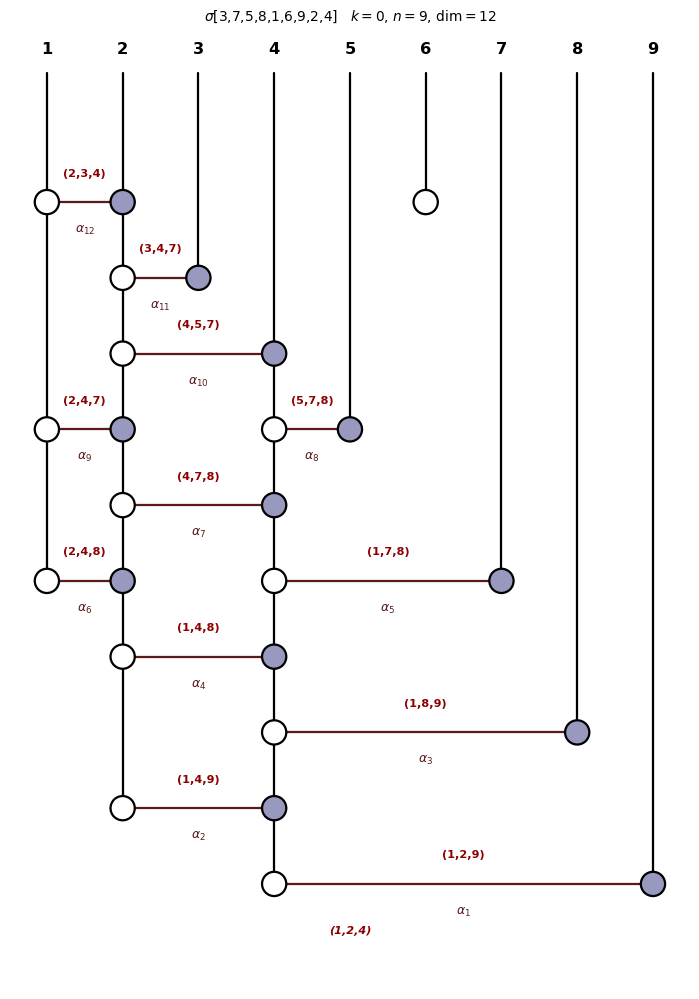 σ[3,7,5,8,1,6,9,2,4]   k = 0, n = 9, dim = 12
1 2 3 4 5 6 7 8 9
(2,3,4)
α₁₂
(3,4,7)
α₁₁
(4,5,7)
α₁₀
(2,4,7) (5,7,8)
α₉ α₈
(4,7,8)
α₇
(2,4,8) (1,7,8)
α₆ α₅
(1,4,8)
α₄
(1,8,9)
α₃
(1,4,9)
α₂
(1,2,9)
α₁
(1,2,4)